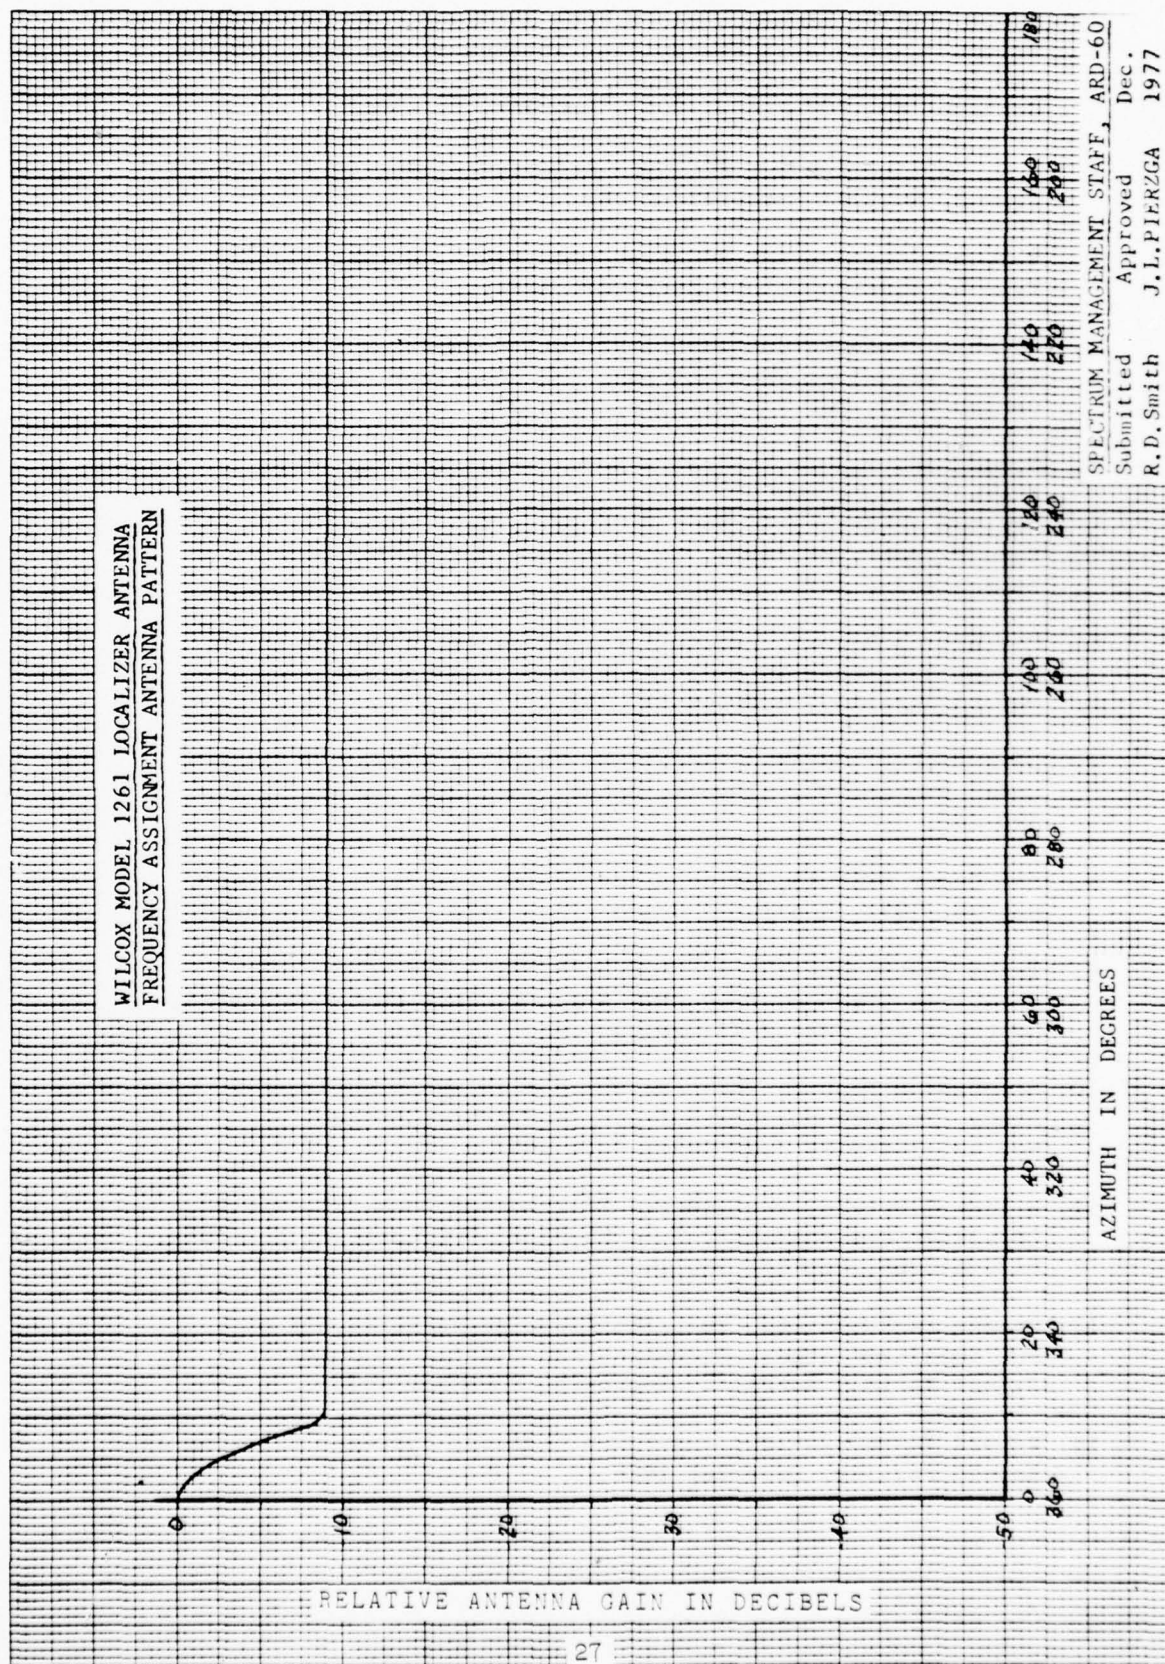 WILCOX MODEL 1261 LOCALIZER ANTENNA
FREQUENCY ASSIGNMENT ANTENNA PATTERN
RELATIVE ANTENNA GAIN IN DECIBELS
0
-10
-20
-30
-40
-50
0 20 40 60 80 100 120 140 160 180
360 340 320 300 280 260 240 220 200
AZIMUTH IN DEGREES
SPECTRUM MANAGEMENT STAFF, ARD-60
Submitted Approved Dec.
R.D.Smith J.L.PIERZGA 1977
27